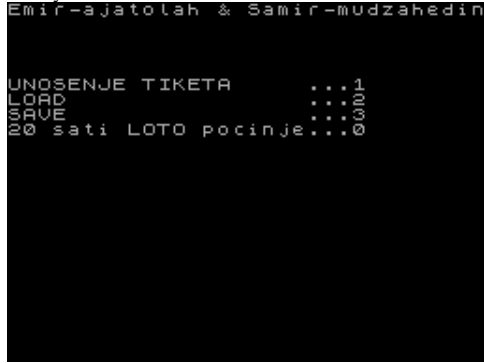 Emir-ajatolah & Samir-mudzahedin
UNOSENJE TIKETA ...1
LOAD ...2
SAVE ...3
20 sati LOTO pocinje...0